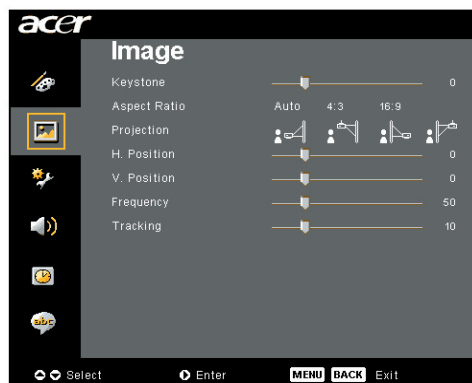 acer
Image
Keystone 0
Aspect Ratio Auto 4:3 16:9
Projection
H. Position 0
V. Position 0
Frequency 50
Tracking 10
abc
Select Enter MENU BACK Exit